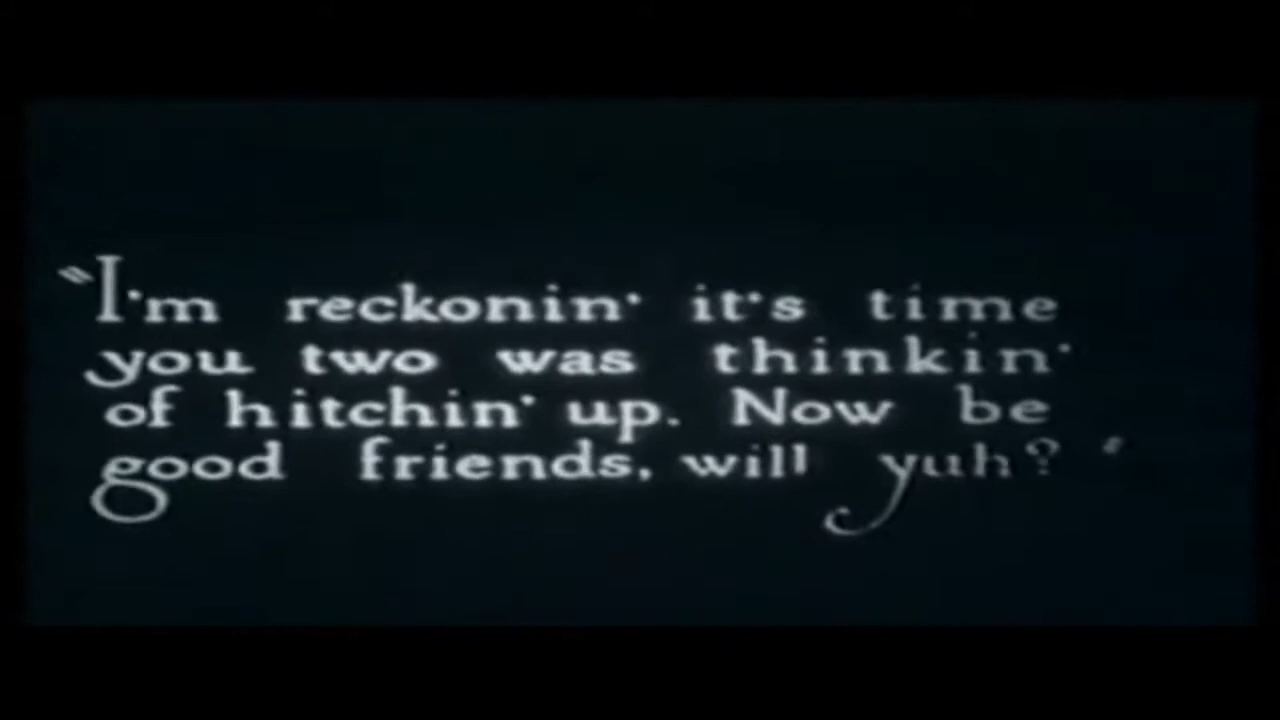 "I'm reckonin' it's time
you two was thinkin'
of hitchin' up. Now be
good friends, will yuh?"